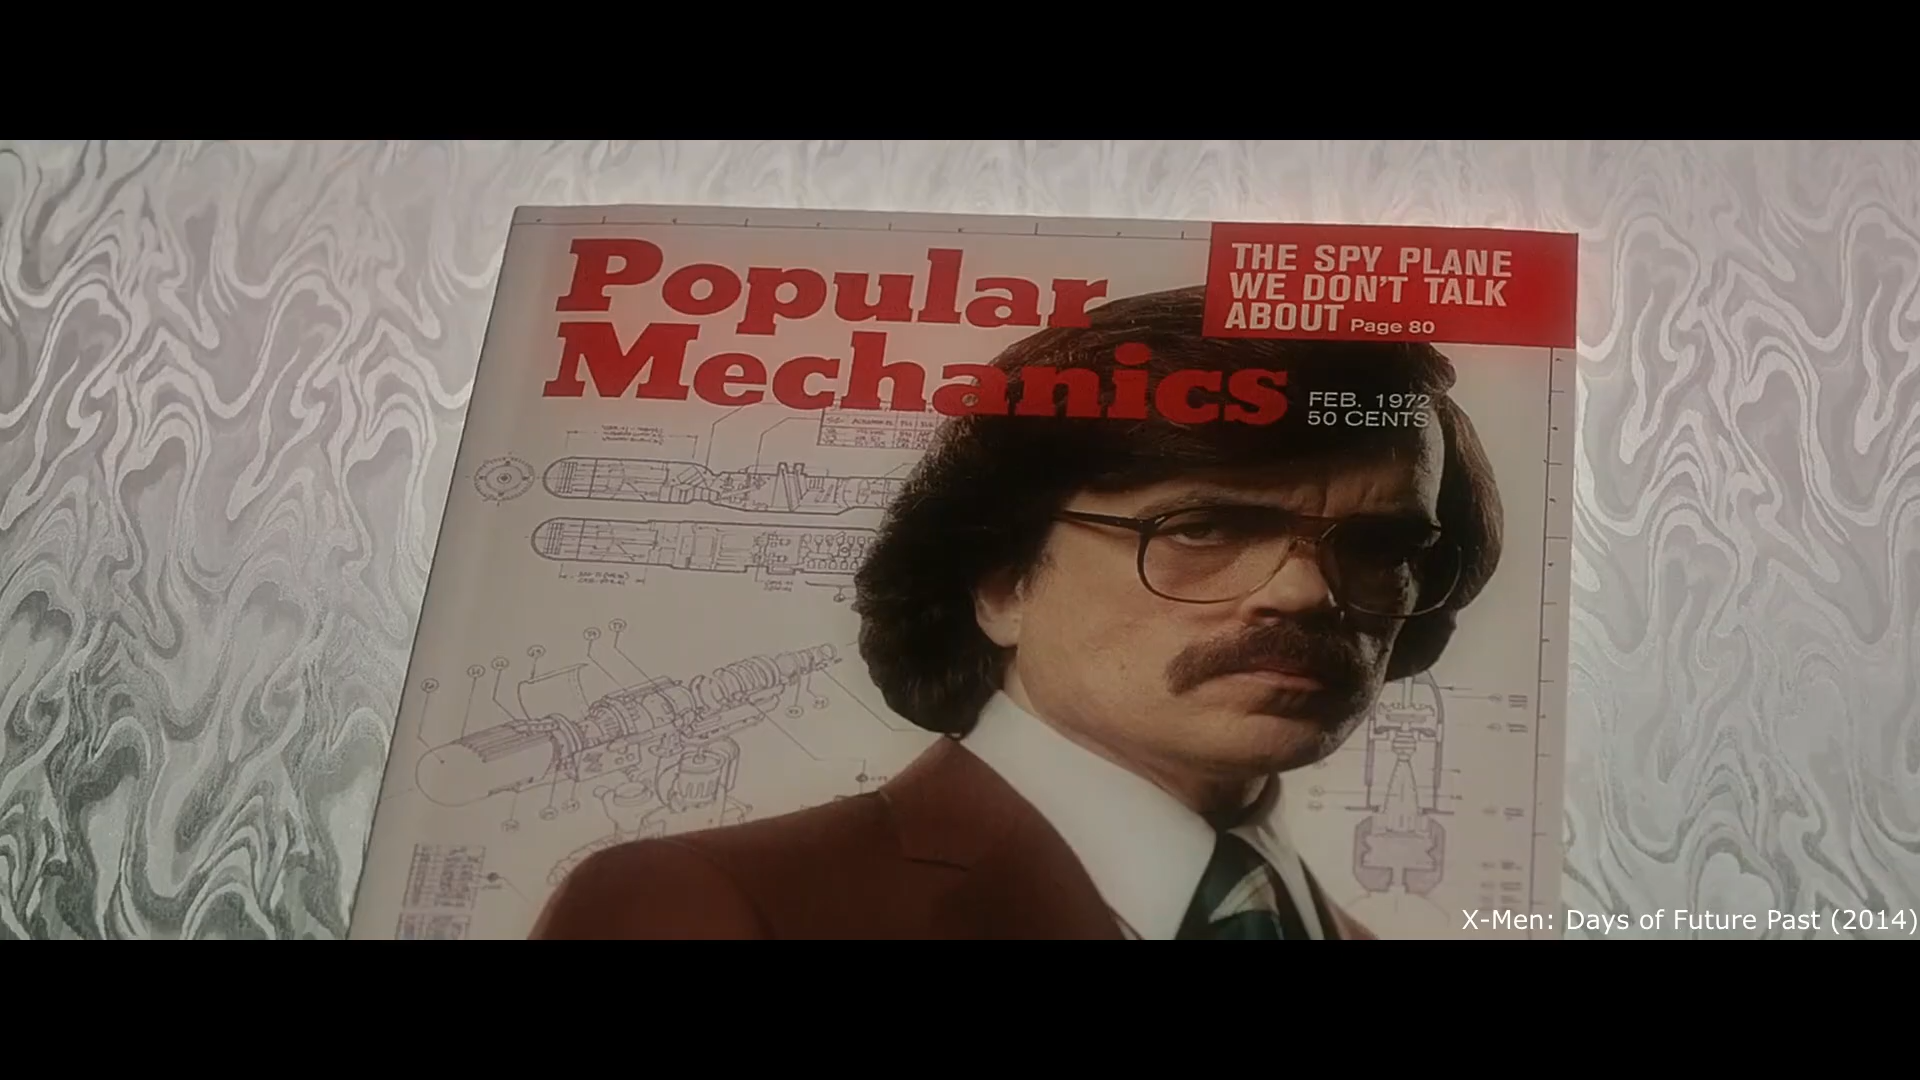 Popular
Mechanics
THE SPY PLANE
WE DON'T TALK
ABOUT Page 80
FEB. 1972
50 CENTS
X-Men: Days of Future Past (2014)